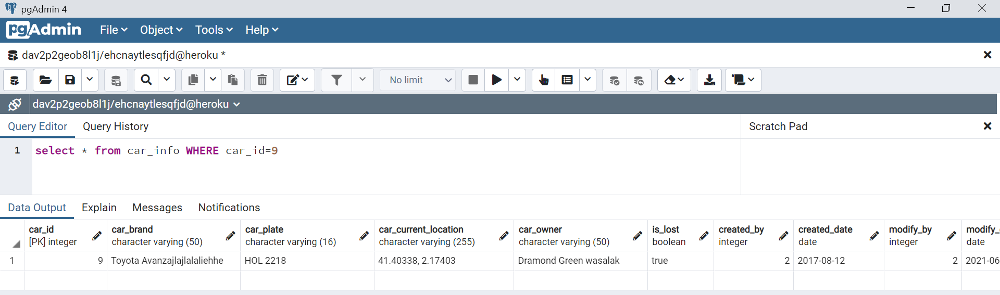 pgAdmin 4
pgAdmin File Object Tools Help
dav2p2geob8l1j/ehcnaytlesqfjd@heroku *
No limit
dav2p2geob8l1j/ehcnaytlesqfjd@heroku
Query Editor Query History Scratch Pad
1 select * from car_info WHERE car_id=9
Data Output Explain Messages Notifications
car_id car_brand car_plate car_current_location car_owner is_lost created_by created_date modify_by modify_
[PK] integer character varying (50) character varying (16) character varying (255) character varying (50) boolean integer date integer date
1 9 Toyota Avanzajlajlalaliehhe HOL 2218 41.40338, 2.17403 Dramond Green wasalak true 2 2017-08-12 2 2021-06